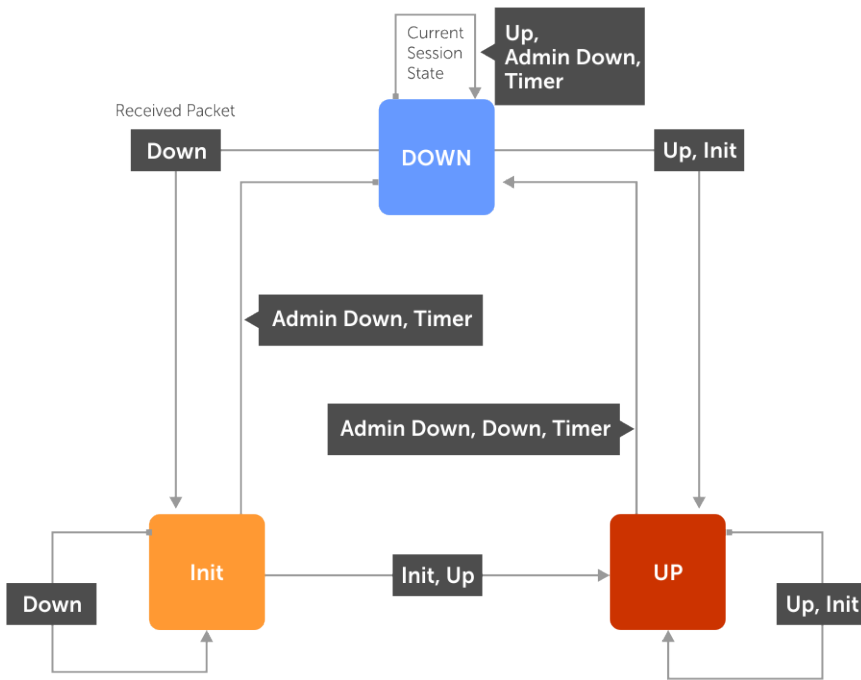 Current
Session
State
Up,
Admin Down,
Timer
Received Packet
Down
DOWN
Up, Init
Admin Down, Timer
Admin Down, Down, Timer
Init
Init, Up
UP
Down
Up, Init